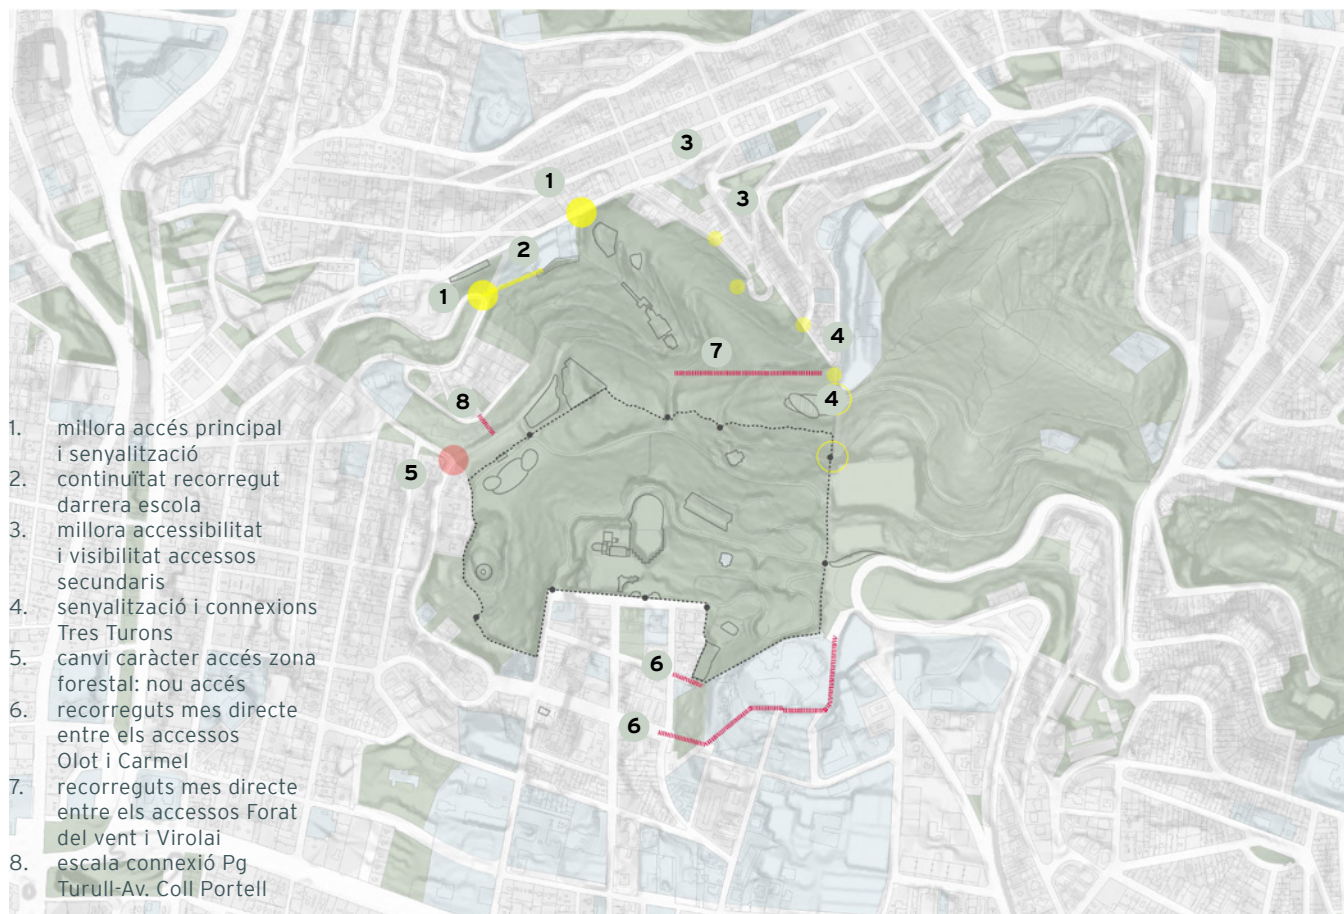 3
1
3
2
1
4
7
4
8
5
6
6
1. millora accés principal
i senyalització
2. continuïtat recorregut
darrera escola
3. millora accessibilitat
i visibilitat accessos
secundaris
4. senyalització i connexions
Tres Turons
5. canvi caràcter accés zona
forestal: nou accés
6. recorreguts mes directe
entre els accessos
Olot i Carmel
7. recorreguts mes directe
entre els accessos Forat
del vent i Virolai
8. escala connexió Pg
Turull-Av. Coll Portell